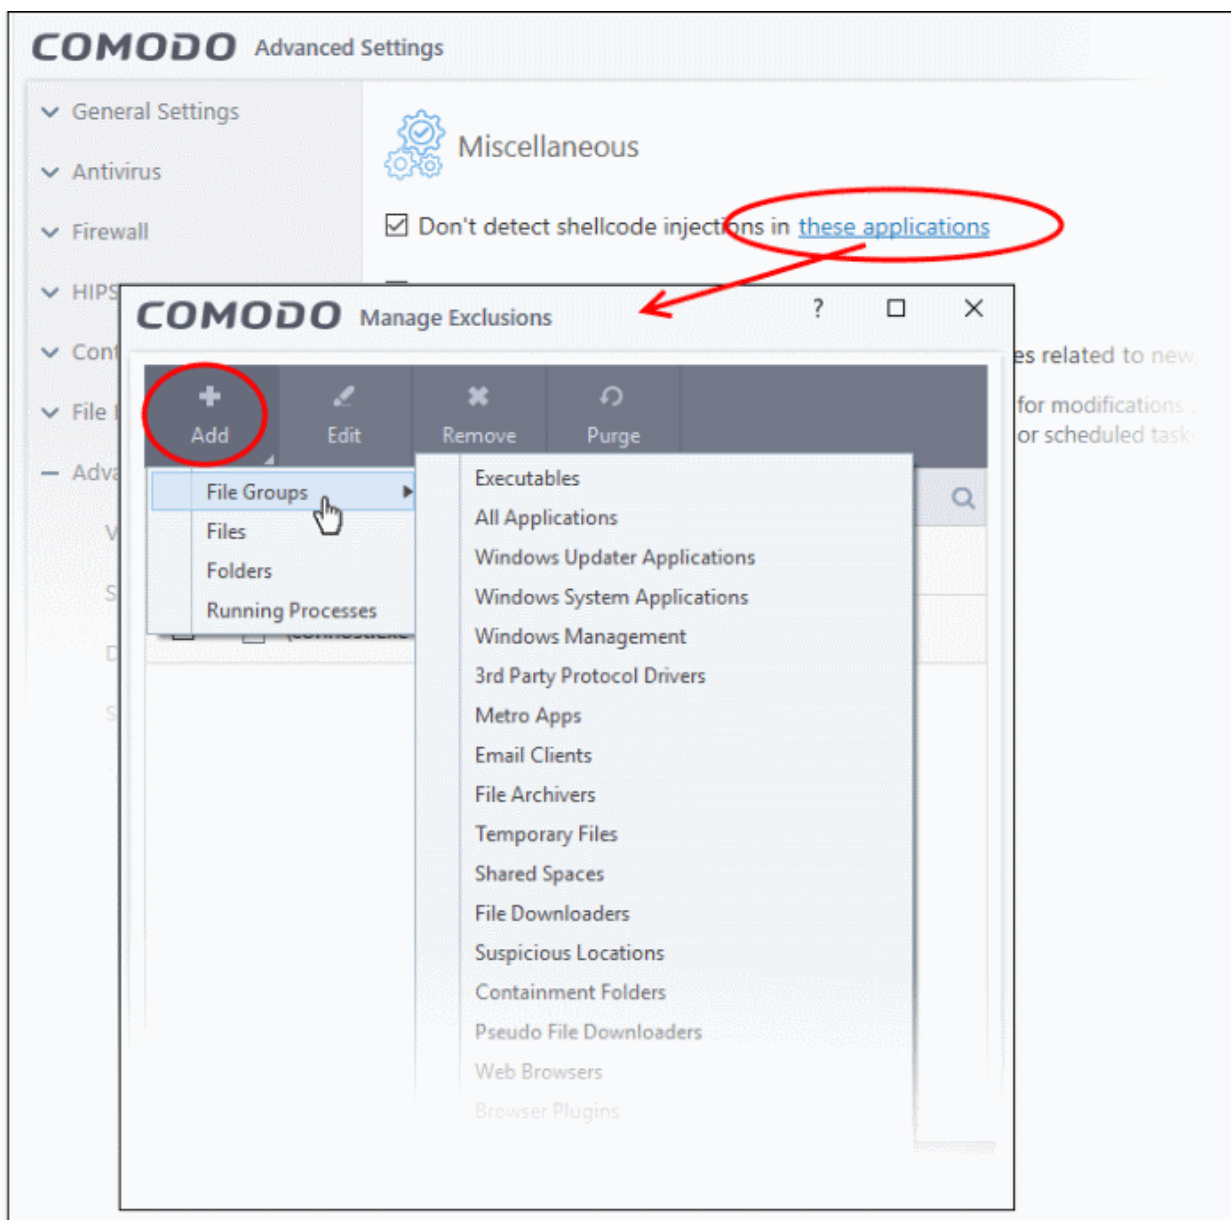 COMODO Advanced Settings
General Settings
Antivirus
Firewall
HIPS
Cont
File
Adva
Miscellaneous
Don't detect shellcode injections in these applications
es related to new,
for modifications ..
or scheduled task
COMODO Manage Exclusions
?
Add
Edit
Remove
Purge
File Groups
Files
Folders
Running Processes
Executables
All Applications
Windows Updater Applications
Windows System Applications
Windows Management
3rd Party Protocol Drivers
Metro Apps
Email Clients
File Archivers
Temporary Files
Shared Spaces
File Downloaders
Suspicious Locations
Containment Folders
Pseudo File Downloaders
Web Browsers
Browser Plugins
V
S
D
S